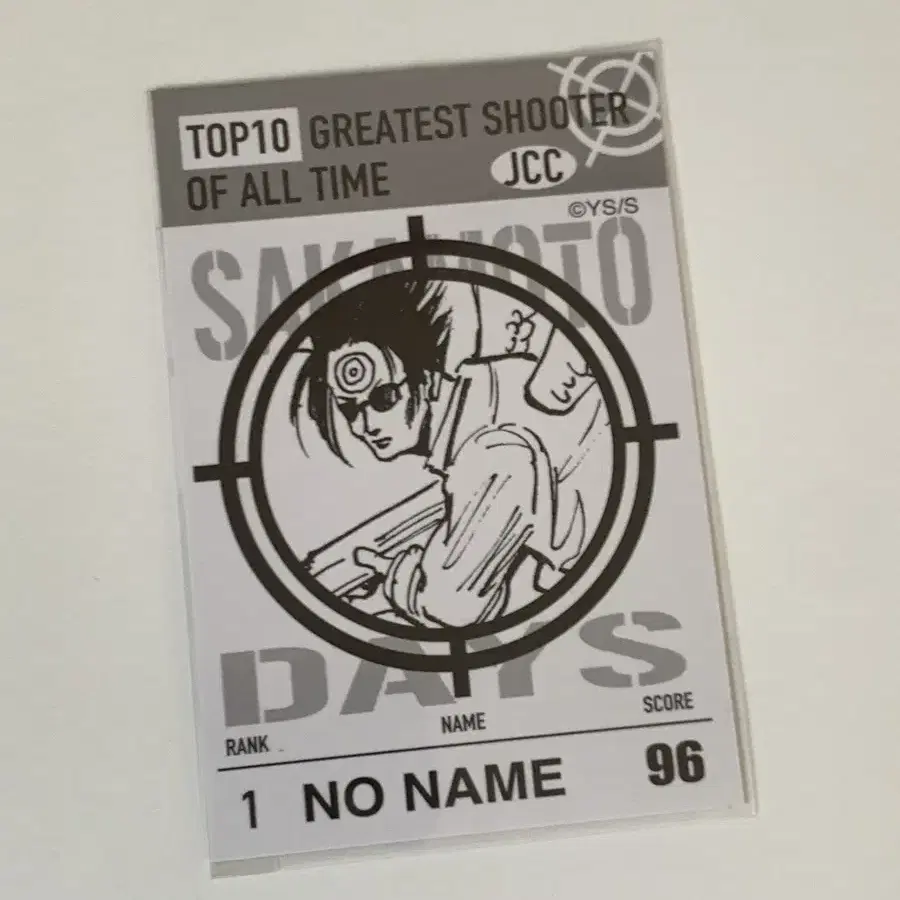 TOP10 GREATEST SHOOTER
OF ALL TIME JCC
©YS/S
SAKAMOTO
DAYS
RANK NAME SCORE
1 NO NAME 96